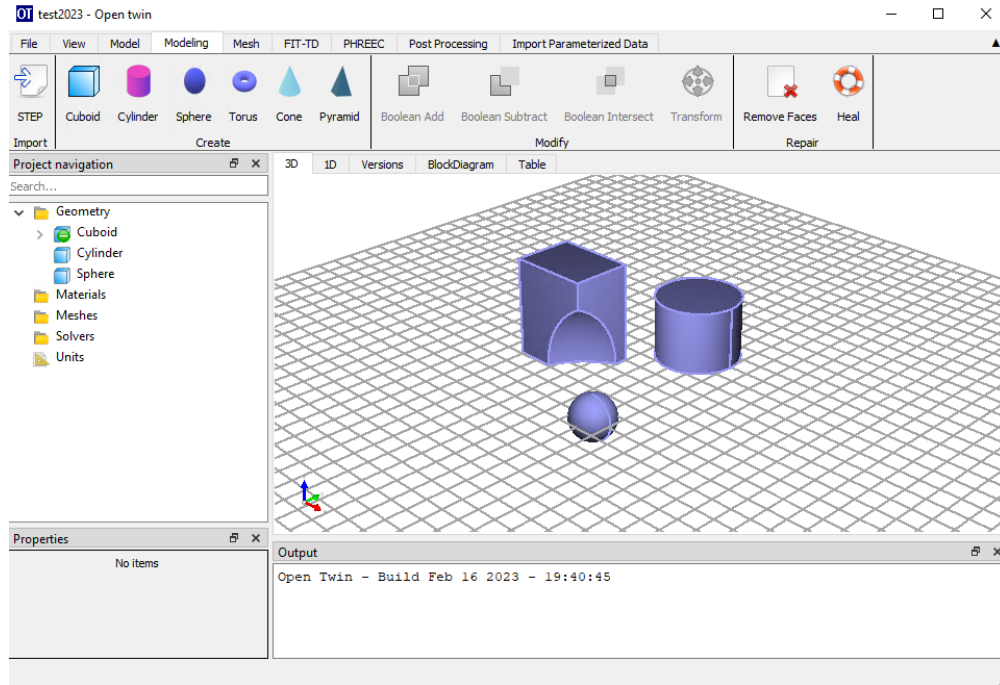 OT test2023 - Open twin
File View Model Modeling Mesh FIT-TD PHREEC Post Processing Import Parameterized Data
STEP Cuboid Cylinder Sphere Torus Cone Pyramid Boolean Add Boolean Subtract Boolean Intersect Transform Remove Faces Heal
Import Create Modify Repair
Project navigation
Search...
Geometry
Cuboid
Cylinder
Sphere
Materials
Meshes
Solvers
Units
3D 1D Versions BlockDiagram Table
Properties
No items
Output
Open Twin - Build Feb 16 2023 - 19:40:45